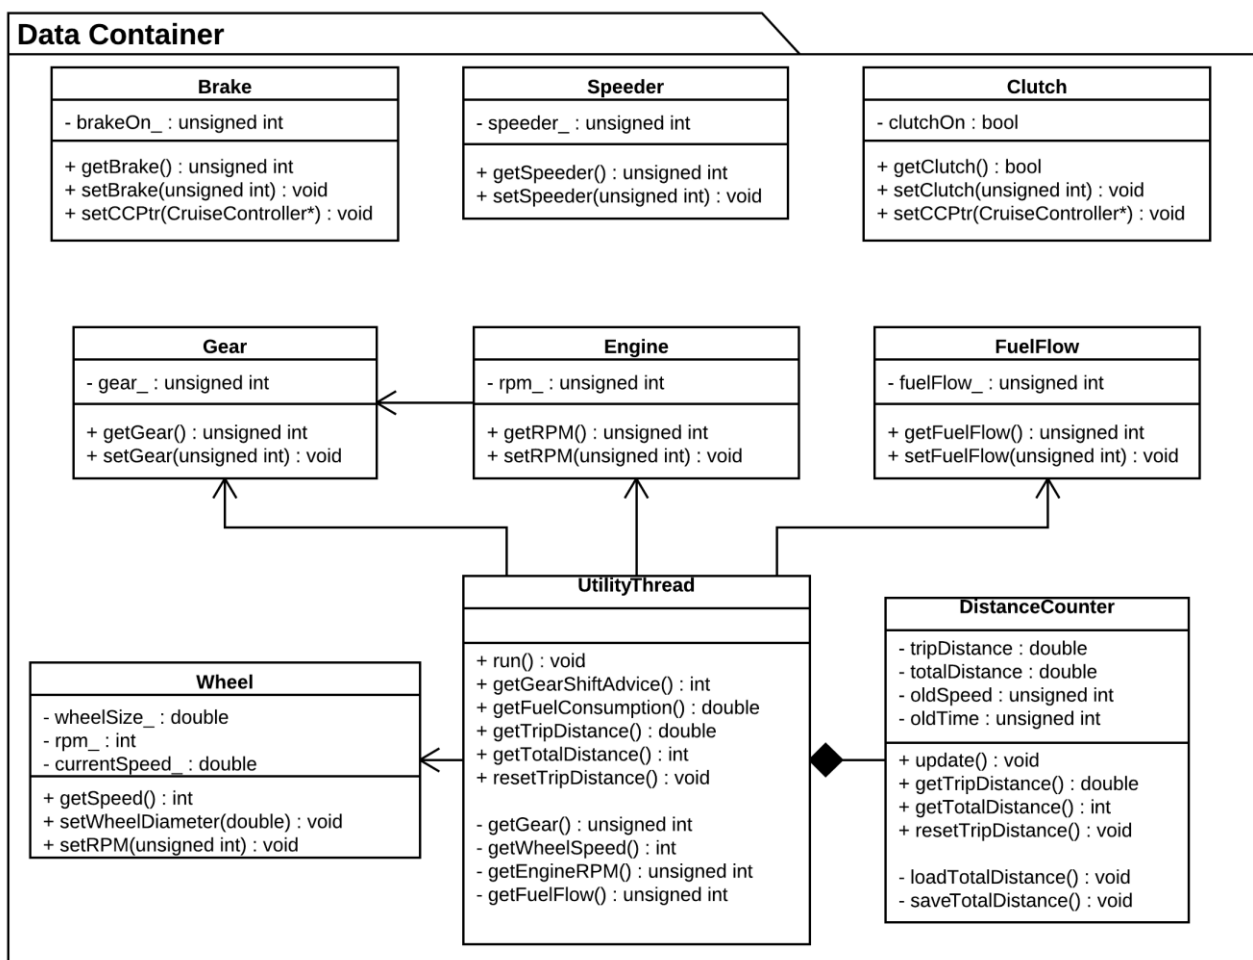 Data Container
Brake
- brakeOn_ : unsigned int
+ getBrake() : unsigned int
+ setBrake(unsigned int) : void
+ setCCPtr(CruiseController*) : void
Speeder
- speeder_ : unsigned int
+ getSpeeder() : unsigned int
+ setSpeeder(unsigned int) : void
Clutch
- clutchOn : bool
+ getClutch() : bool
+ setClutch(unsigned int) : void
+ setCCPtr(CruiseController*) : void
Gear
- gear_ : unsigned int
+ getGear() : unsigned int
+ setGear(unsigned int) : void
Engine
- rpm_ : unsigned int
+ getRPM() : unsigned int
+ setRPM(unsigned int) : void
FuelFlow
- fuelFlow_ : unsigned int
+ getFuelFlow() : unsigned int
+ setFuelFlow(unsigned int) : void
Wheel
- wheelSize_ : double
- rpm_ : int
- currentSpeed_ : double
+ getSpeed() : int
+ setWheelDiameter(double) : void
+ setRPM(unsigned int) : void
UtilityThread
+ run() : void
+ getGearShiftAdvice() : int
+ getFuelConsumption() : double
+ getTripDistance() : double
+ getTotalDistance() : int
+ resetTripDistance() : void
- getGear() : unsigned int
- getWheelSpeed() : int
- getEngineRPM() : unsigned int
- getFuelFlow() : unsigned int
DistanceCounter
- tripDistance : double
- totalDistance : double
- oldSpeed : unsigned int
- oldTime : unsigned int
+ update() : void
+ getTripDistance() : double
+ getTotalDistance() : int
+ resetTripDistance() : void
- loadTotalDistance() : void
- saveTotalDistance() : void